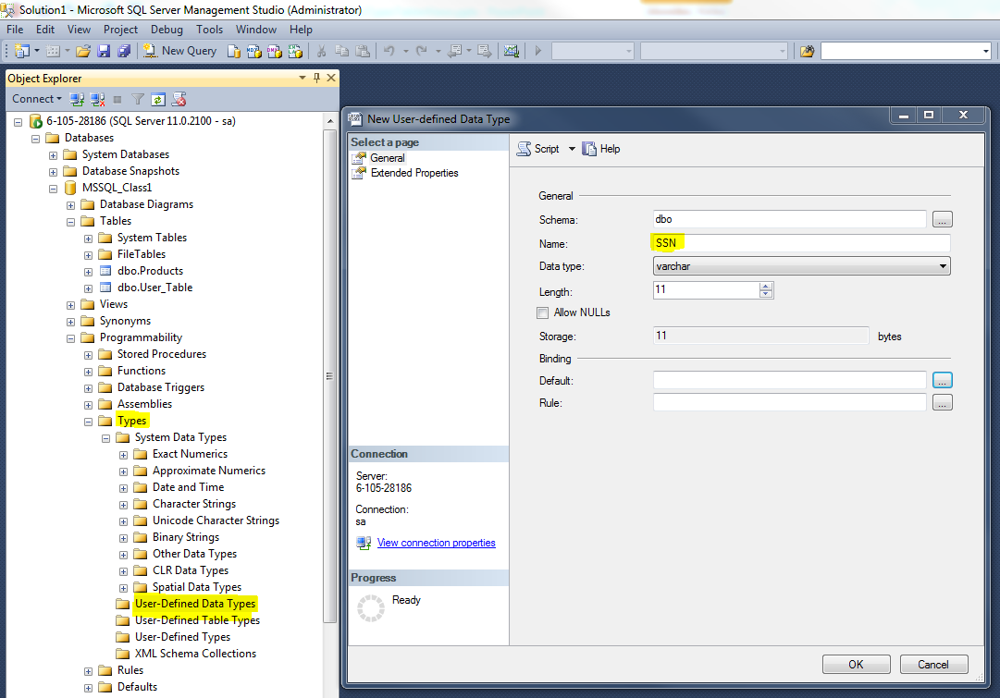 Solution1 - Microsoft SQL Server Management Studio (Administrator)
File Edit View Project Debug Tools Window Help
New Query
Object Explorer
Connect
6-105-28186 (SQL Server 11.0.2100 - sa)
Databases
System Databases
Database Snapshots
MSSQL_Class1
Database Diagrams
Tables
System Tables
FileTables
dbo.Products
dbo.User_Table
Views
Synonyms
Programmability
Stored Procedures
Functions
Database Triggers
Assemblies
Types
System Data Types
Exact Numerics
Approximate Numerics
Date and Time
Character Strings
Unicode Character Strings
Binary Strings
Other Data Types
CLR Data Types
Spatial Data Types
User-Defined Data Types
User-Defined Table Types
User-Defined Types
XML Schema Collections
Rules
Defaults
New User-defined Data Type
Select a page
General
Extended Properties
Connection
Server:
6-105-28186
Connection:
sa
View connection properties
Progress
Ready
Script Help
General
Schema: dbo ...
Name: SSN
Data type: varchar
Length: 11
Allow NULLs
Storage: 11 bytes
Binding
Default: ...
Rule: ...
OK Cancel